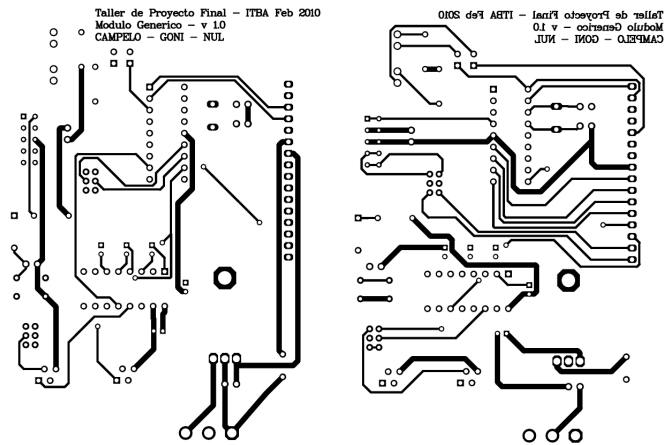 Taller de Proyecto Final - ITBA Feb 2010
Modulo Generico - v 1.0
CAMPELO - GONI - NUL
Taller de Proyecto Final - ITBA Feb 2010
Modulo Generico - v 1.0
CAMPELO - GONI - NUL